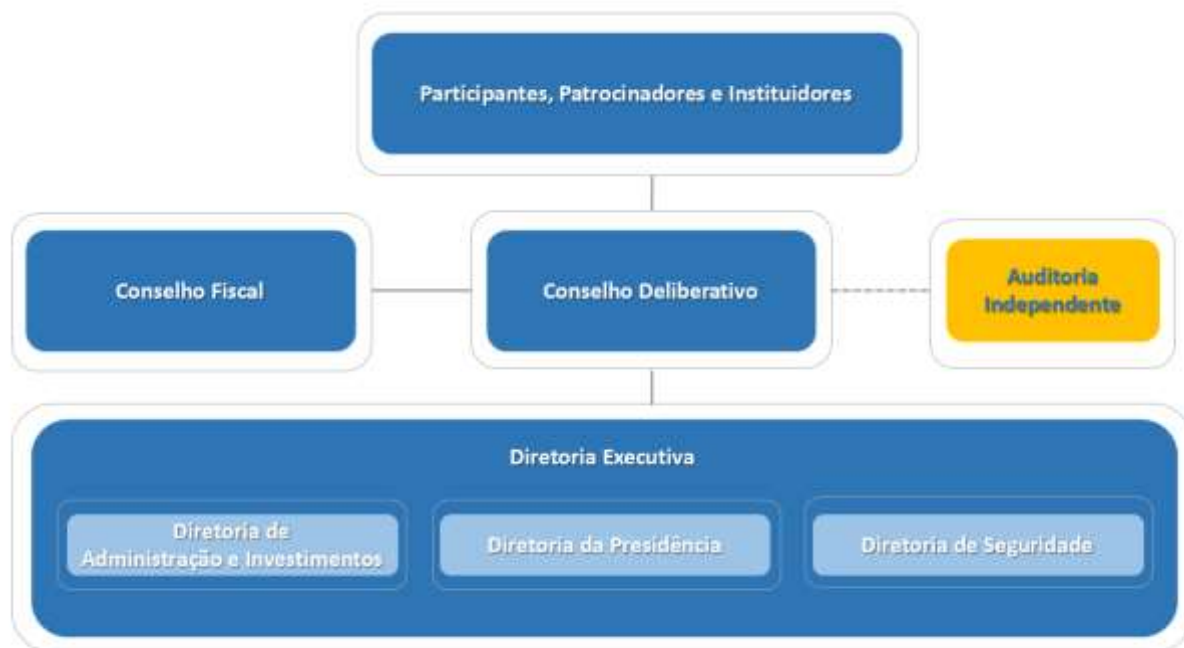 Participantes, Patrocinadores e Instituidores
Conselho Fiscal
Conselho Deliberativo
Auditoria
Independente
Diretoria Executiva
Diretoria de
Administração e Investimentos
Diretoria da Presidência
Diretoria de Seguridade